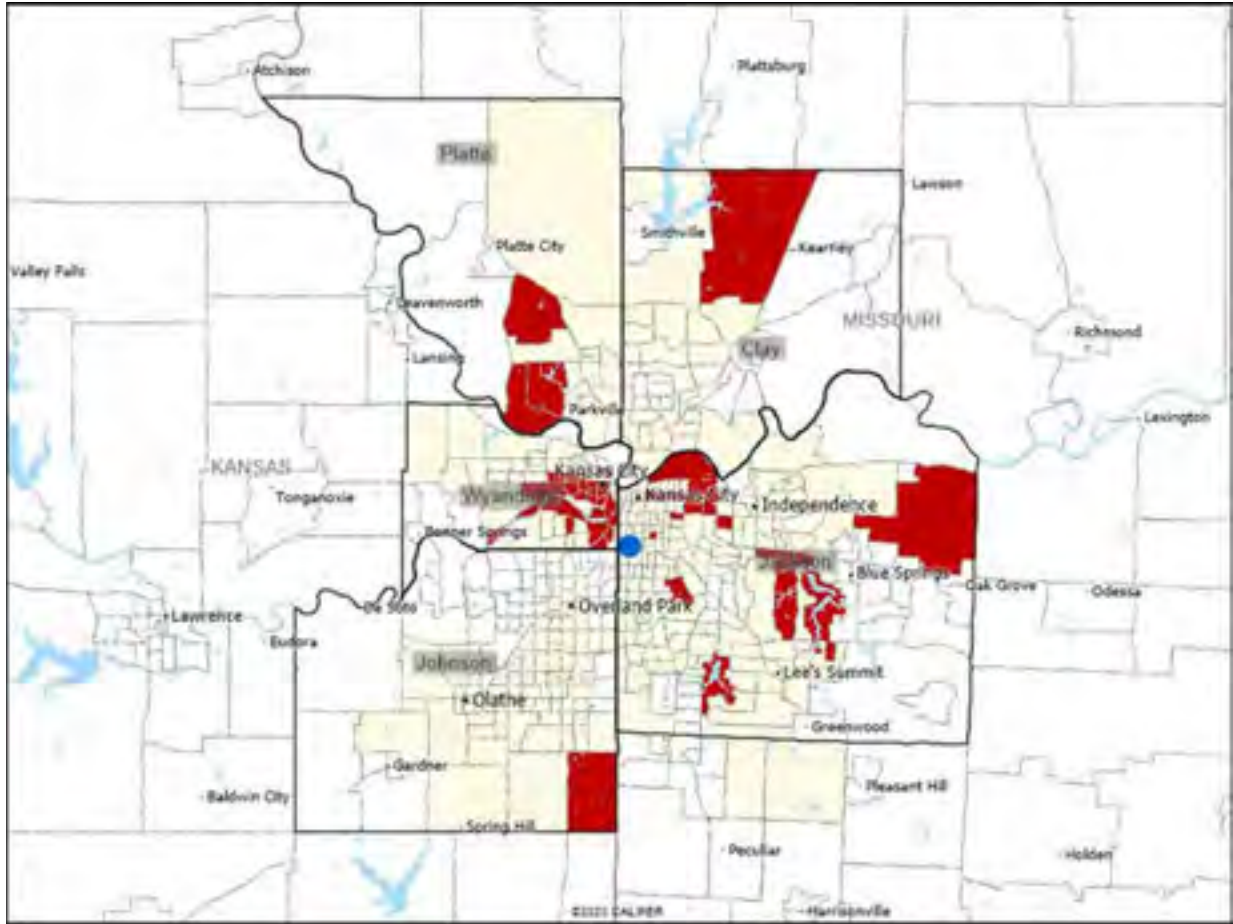 Plattsburg
Atchison
Platte
Lawson
Smithville
Platte City
Kearney
Valley Falls
Leavenworth
MISSOURI
Richmond
Clay
Lansing
Parkville
Lexington
KANSAS
Kansas City
Tonganoxie
Kansas City
Independence
Bonner Springs
Blue Springs
Oak Grove
Odessa
De Soto
Overland Park
Lawrence
Eudora
Johnson
Lee's Summit
Olathe
Greenwood
Gardner
Pleasant Hill
Baldwin City
Spring Hill
Peculiar
Holden
Harrisonville